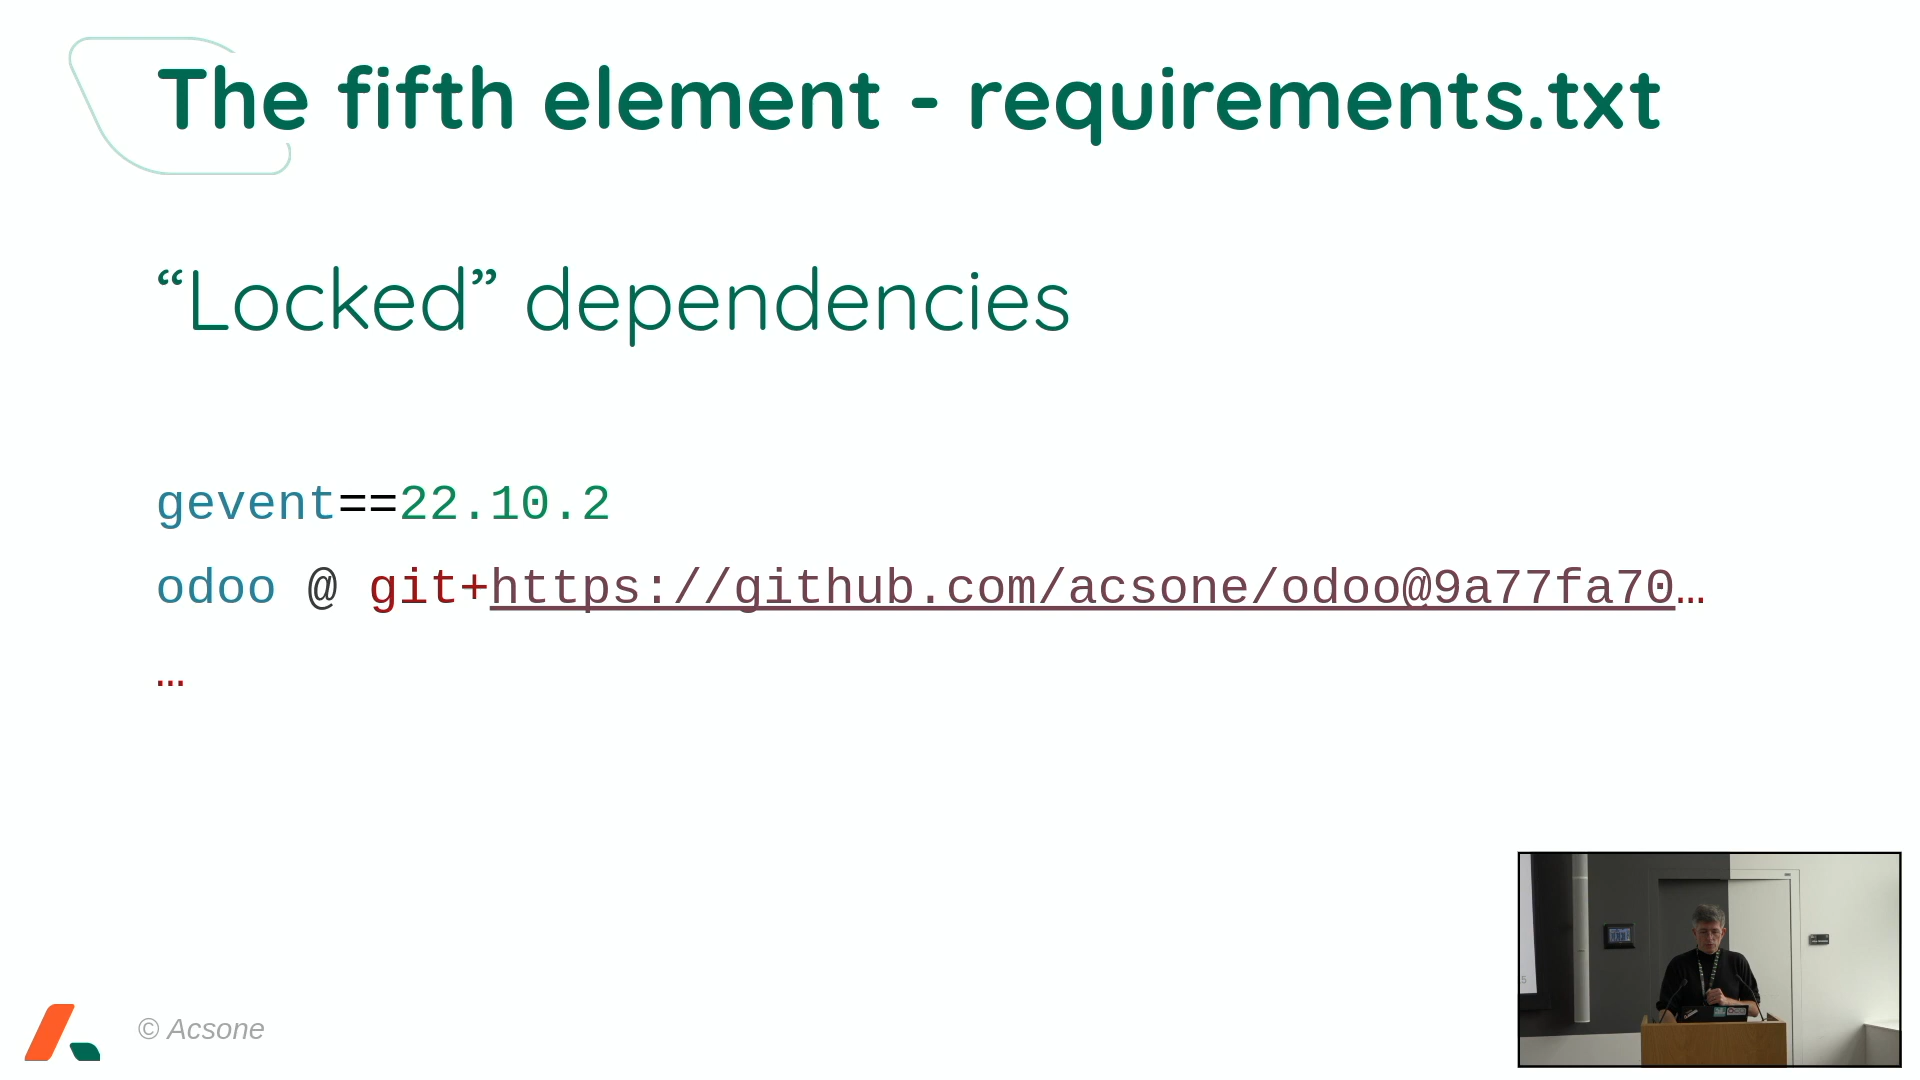 The fifth element - requirements.txt
“Locked” dependencies
gevent==22.10.2
odoo @ git+https://github.com/acsone/odoo@9a77fa70…
…
© Acsone